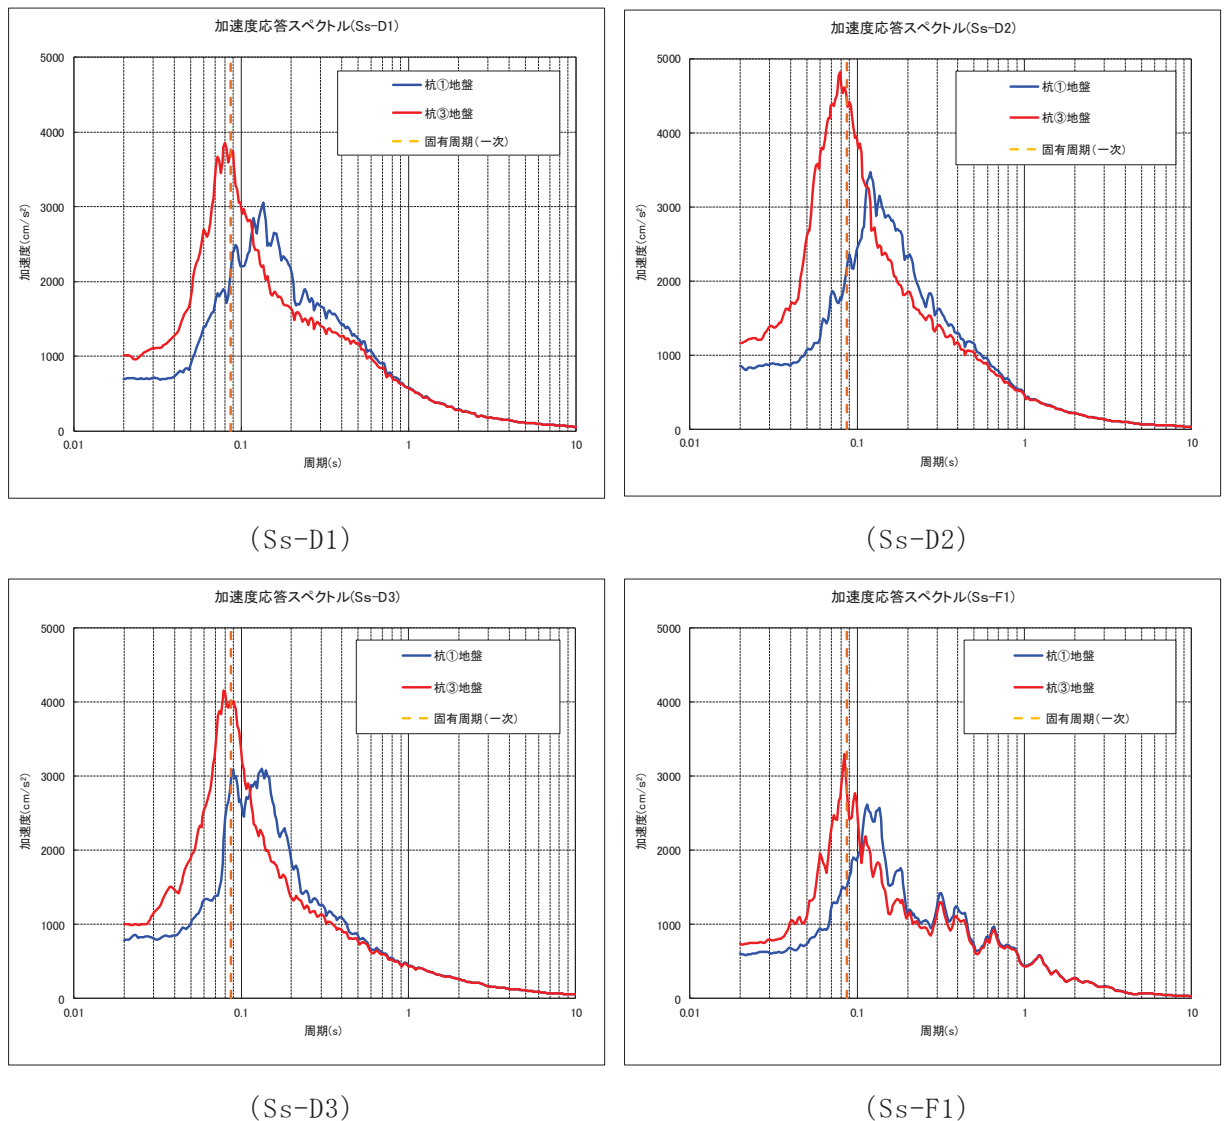 加速度応答スペクトル(Ss-D1)
5000
4000
3000
2000
1000
0
加速度(cm/s²)
0.01
0.1
1
10
周期(s)
杭①地盤
杭③地盤
固有周期(一次)
(Ss-D1)
加速度応答スペクトル(Ss-D2)
5000
4000
3000
2000
1000
0
加速度(cm/s²)
0.01
0.1
1
10
周期(s)
杭①地盤
杭③地盤
固有周期(一次)
(Ss-D2)
加速度応答スペクトル(Ss-D3)
5000
4000
3000
2000
1000
0
加速度(cm/s²)
0.01
0.1
1
10
周期(s)
杭①地盤
杭③地盤
固有周期(一次)
(Ss-D3)
加速度応答スペクトル(Ss-F1)
5000
4000
3000
2000
1000
0
加速度(cm/s²)
0.01
0.1
1
10
周期(s)
杭①地盤
杭③地盤
固有周期(一次)
(Ss-F1)